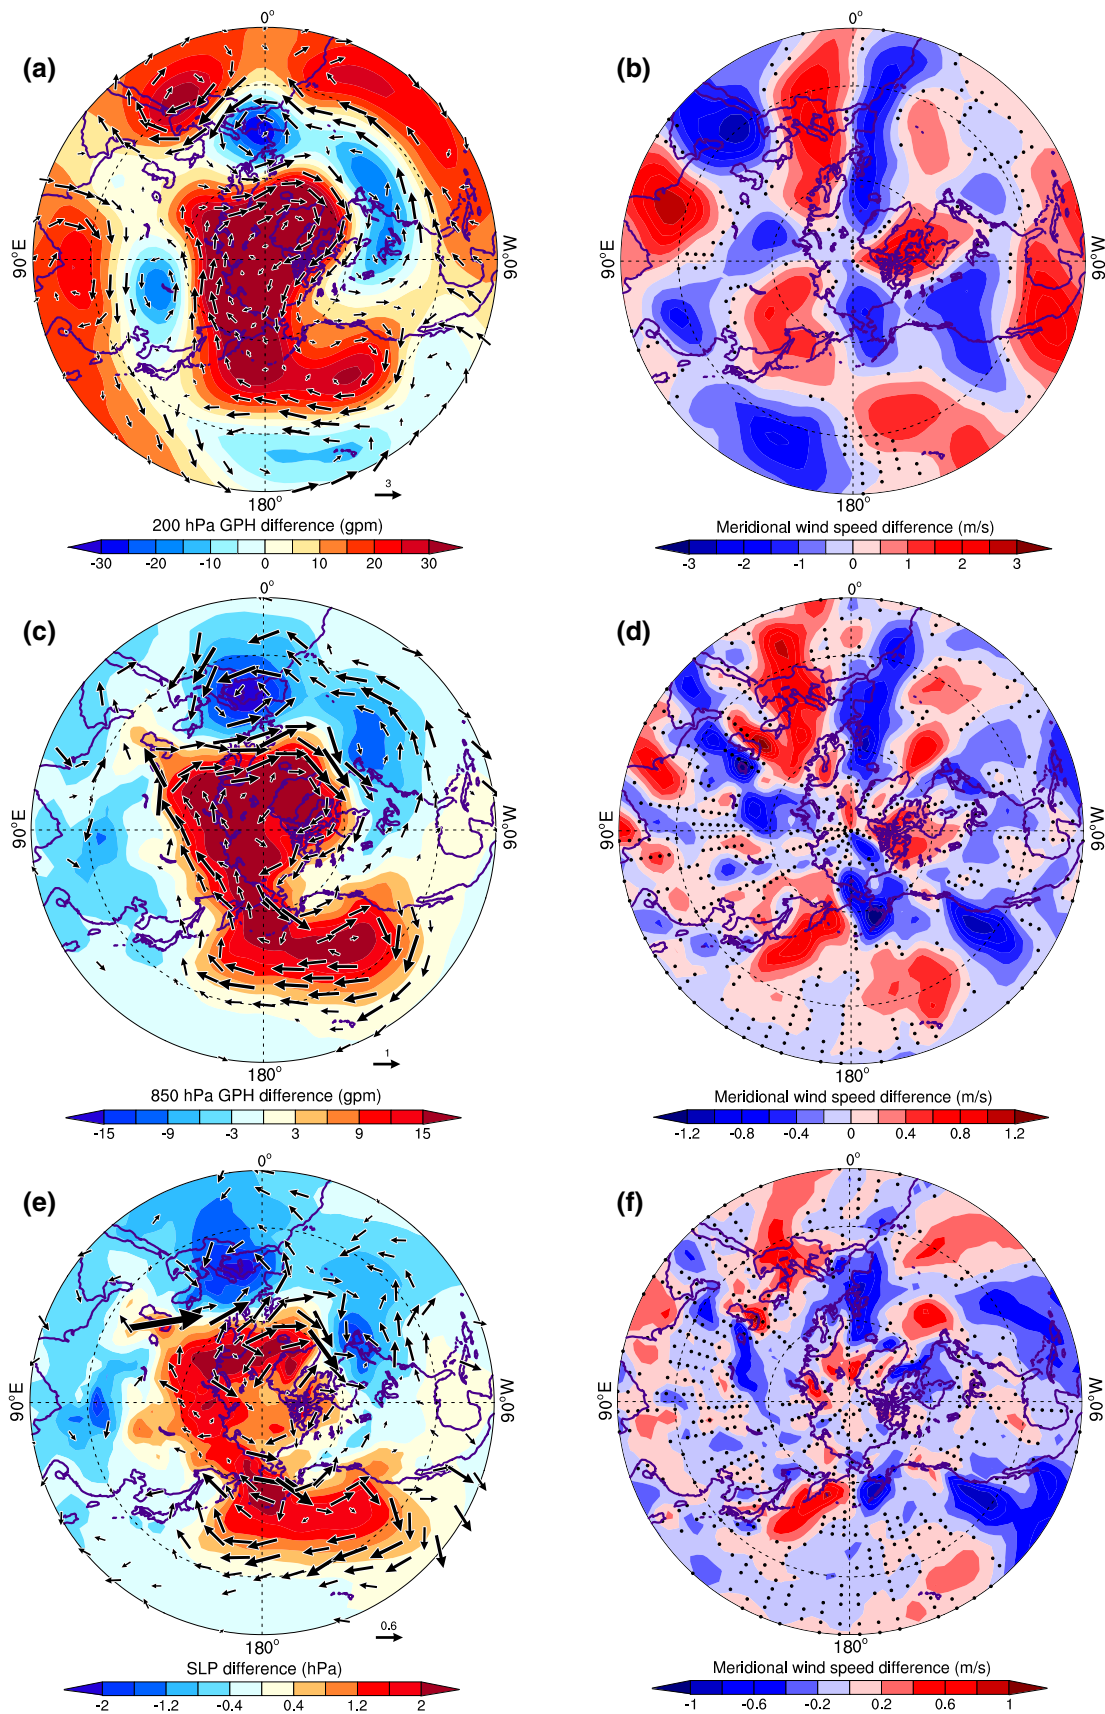 (a)
0°
90°E
90°W
180°
3
200 hPa GPH difference (gpm)
-30 -20 -10 0 10 20 30
(b)
0°
90°E
90°W
180°
Meridional wind speed difference (m/s)
-3 -2 -1 0 1 2 3
(c)
0°
90°E
90°W
180°
1
850 hPa GPH difference (gpm)
-15 -9 -3 3 9 15
(d)
0°
90°E
90°W
180°
Meridional wind speed difference (m/s)
-1.2 -0.8 -0.4 0 0.4 0.8 1.2
(e)
0°
90°E
90°W
180°
0.6
SLP difference (hPa)
-2 -1.2 -0.4 0.4 1.2 2
(f)
0°
90°E
90°W
180°
Meridional wind speed difference (m/s)
-1 -0.6 -0.2 0.2 0.6 1